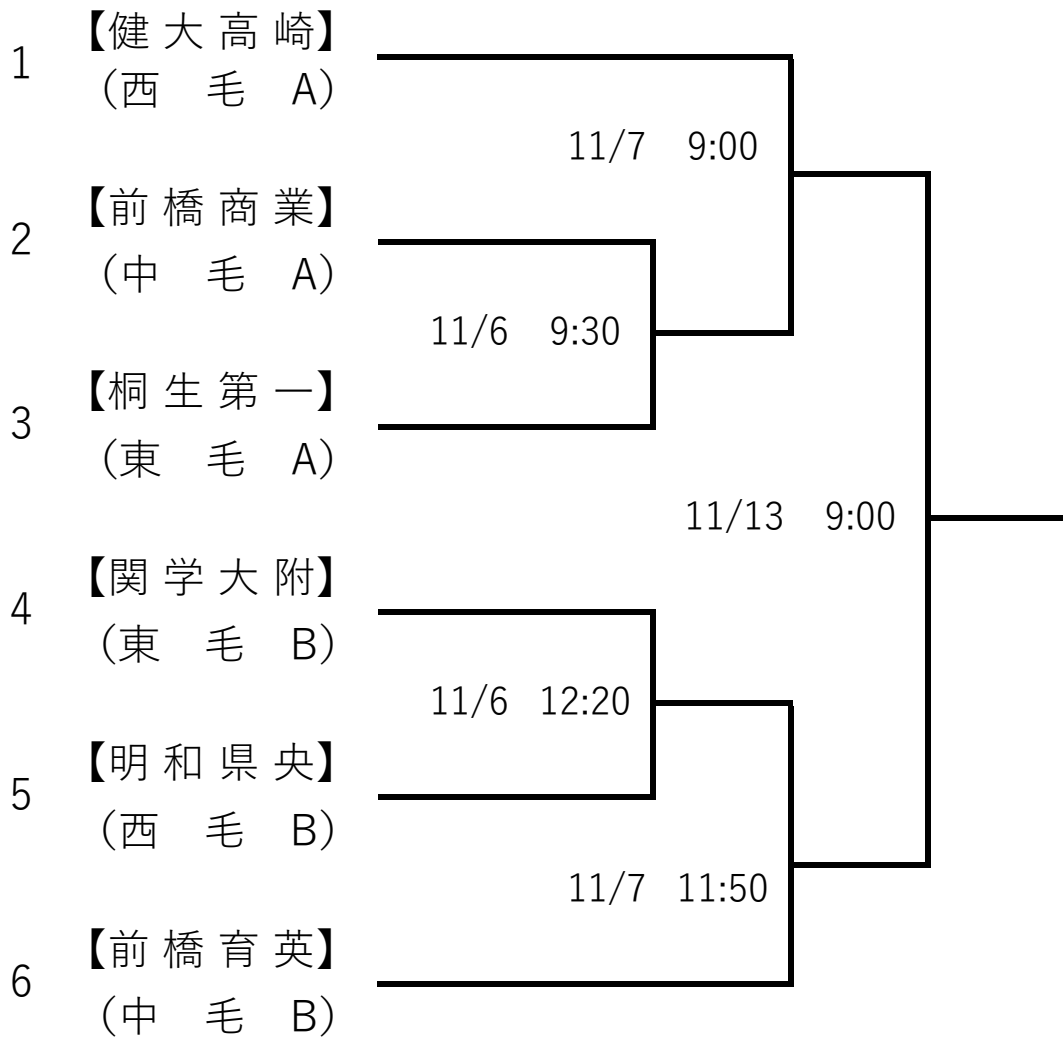 1
【健 大 高 崎】
（西　毛　A）
11/7　9:00
2
【前 橋 商 業】
（中　毛　A）
11/6　9:30
3
【桐 生 第 一】
（東　毛　A）
11/13　9:00
4
【関 学 大 附】
（東　毛　B）
11/6　12:20
5
【明 和 県 央】
（西　毛　B）
11/7　11:50
6
【前 橋 育 英】
（中　毛　B）